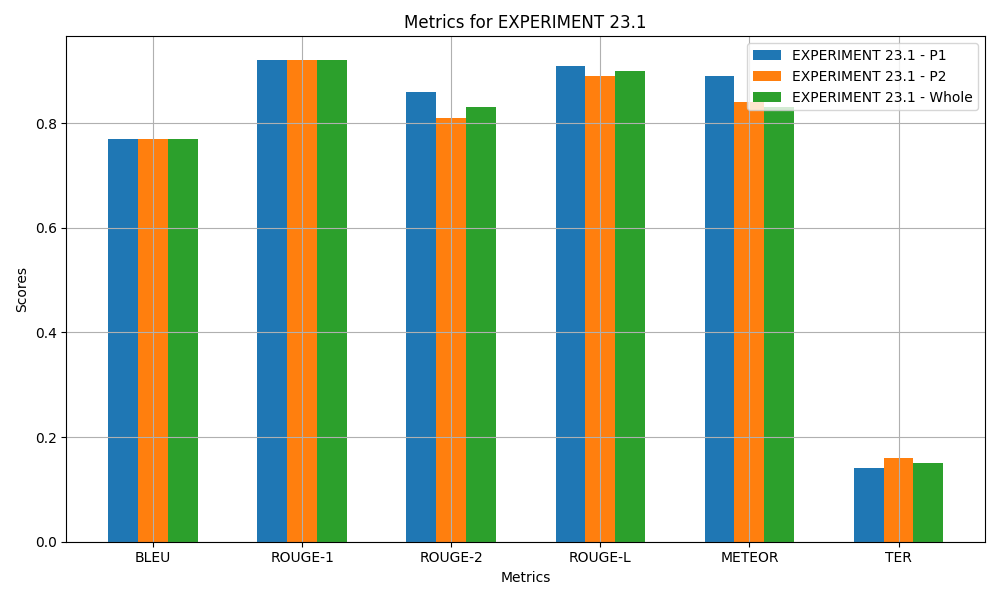 Metrics for EXPERIMENT 23.1
EXPERIMENT 23.1 - P1
EXPERIMENT 23.1 - P2
EXPERIMENT 23.1 - Whole
Scores
0.8
0.6
0.4
0.2
0.0
BLEU
ROUGE-1
ROUGE-2
ROUGE-L
METEOR
TER
Metrics